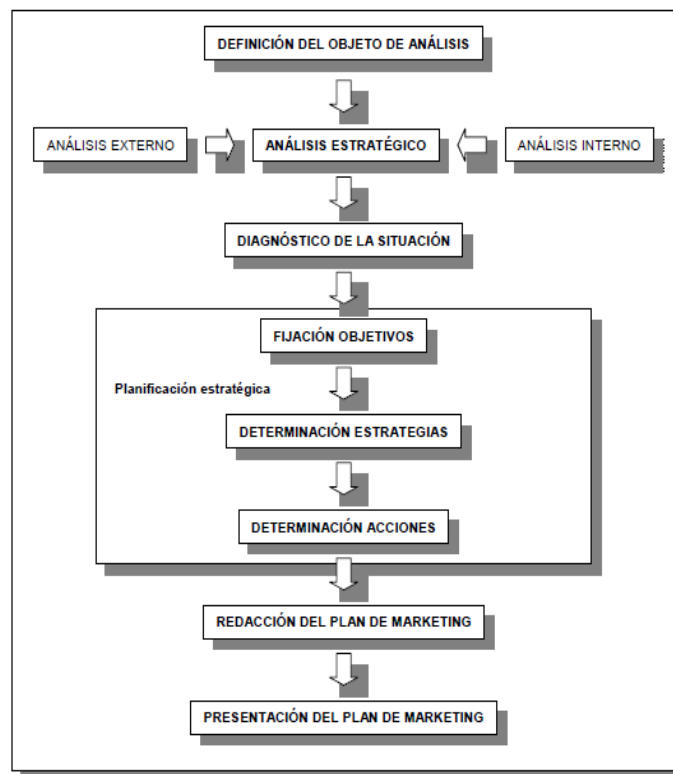 DEFINICIÓN DEL OBJETO DE ANÁLISIS
ANÁLISIS EXTERNO
ANÁLISIS ESTRATÉGICO
ANÁLISIS INTERNO
DIAGNÓSTICO DE LA SITUACIÓN
FIJACIÓN OBJETIVOS
Planificación estratégica
DETERMINACIÓN ESTRATEGIAS
DETERMINACIÓN ACCIONES
REDACCIÓN DEL PLAN DE MARKETING
PRESENTACIÓN DEL PLAN DE MARKETING